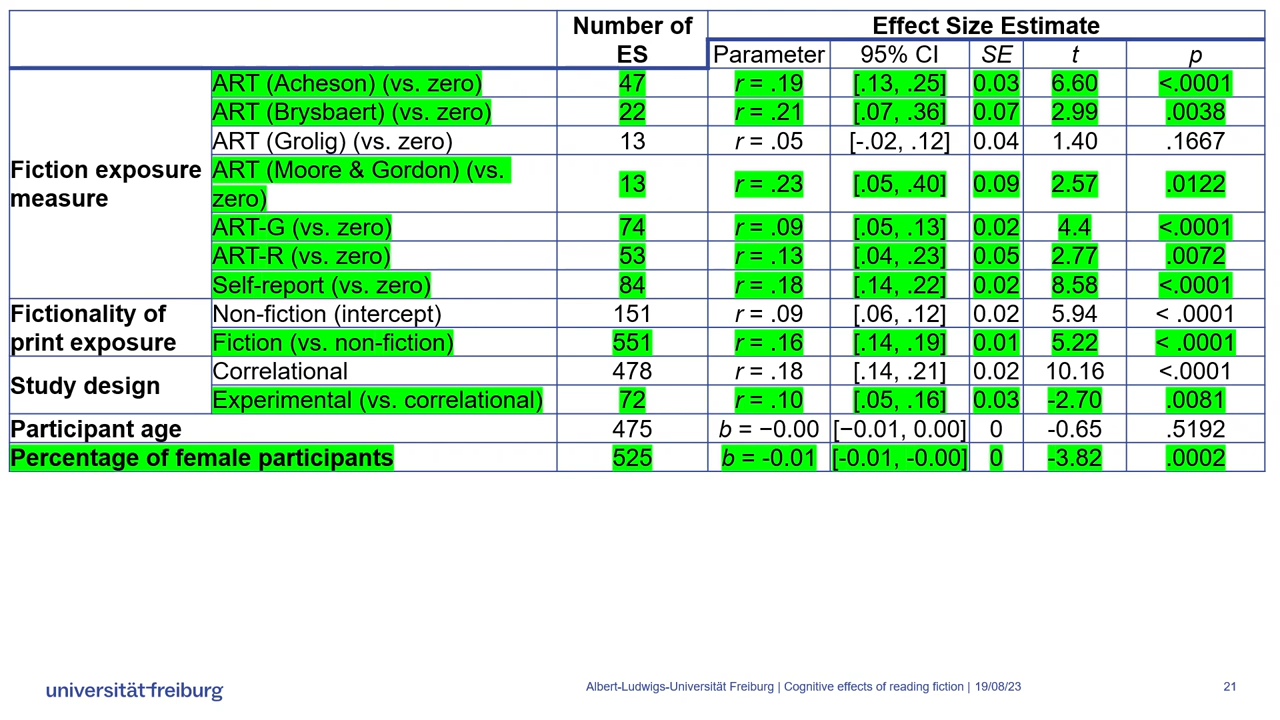 Number of ES Effect Size Estimate
Parameter 95% CI SE t p
Fiction exposure measure
ART (Acheson) (vs. zero) 47 r = .19 [.13, .25] 0.03 6.60 <.0001
ART (Brysbaert) (vs. zero) 22 r = .21 [.07, .36] 0.07 2.99 .0038
ART (Grolig) (vs. zero) 13 r = .05 [-.02, .12] 0.04 1.40 .1667
ART (Moore & Gordon) (vs. zero) 13 r = .23 [.05, .40] 0.09 2.57 .0122
ART-G (vs. zero) 74 r = .09 [.05, .13] 0.02 4.4 <.0001
ART-R (vs. zero) 53 r = .13 [.04, .23] 0.05 2.77 .0072
Self-report (vs. zero) 84 r = .18 [.14, .22] 0.02 8.58 <.0001
Fictionality of print exposure
Non-fiction (intercept) 151 r = .09 [.06, .12] 0.02 5.94 < .0001
Fiction (vs. non-fiction) 551 r = .16 [.14, .19] 0.01 5.22 < .0001
Study design
Correlational 478 r = .18 [.14, .21] 0.02 10.16 <.0001
Experimental (vs. correlational) 72 r = .10 [.05, .16] 0.03 -2.70 .0081
Participant age 475 b = −0.00 [−0.01, 0.00] 0 -0.65 .5192
Percentage of female participants 525 b = -0.01 [-0.01, -0.00] 0 -3.82 .0002
universität freiburg
Albert-Ludwigs-Universität Freiburg | Cognitive effects of reading fiction | 19/08/23
21